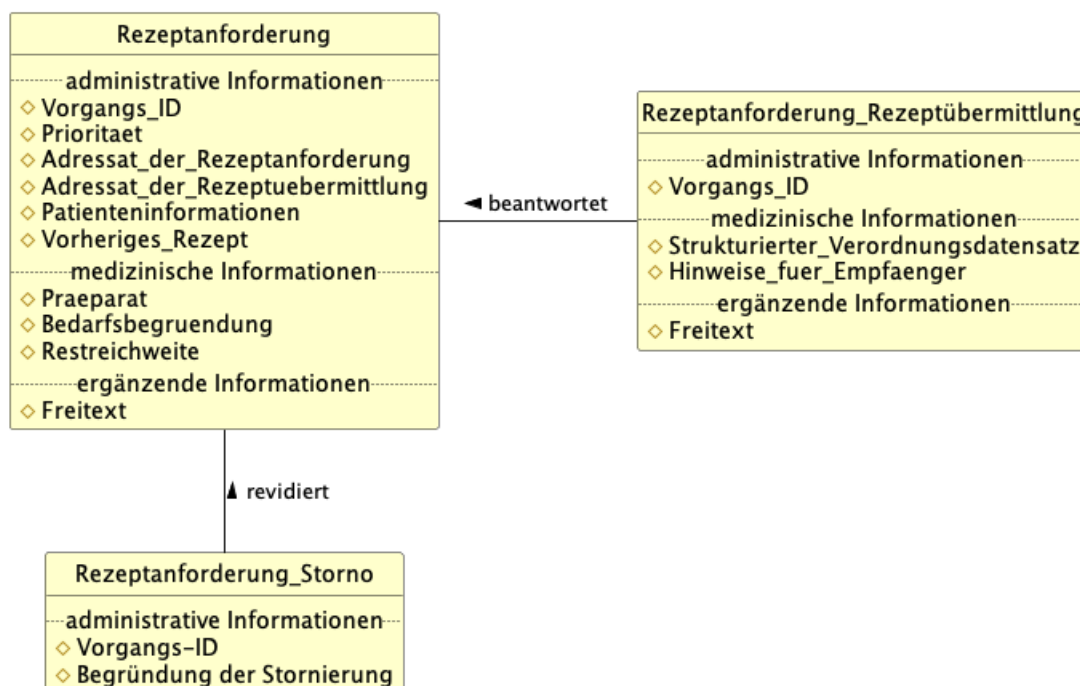 Rezeptanforderung
administrative Informationen
Vorgangs_ID
Prioritaet
Adressat_der_Rezeptanforderung
Adressat_der_Rezeptuebermittlung
Patienteninformationen
Vorheriges_Rezept
medizinische Informationen
Praeparat
Bedarfsbegruendung
Restreichweite
ergänzende Informationen
Freitext
beantwortet
Rezeptanforderung_Rezeptübermittlung
administrative Informationen
Vorgangs_ID
medizinische Informationen
Strukturierter_Verordnungsdatensatz
Hinweise_fuer_Empfaenger
ergänzende Informationen
Freitext
revidiert
Rezeptanforderung_Storno
administrative Informationen
Vorgangs-ID
Begründung der Stornierung